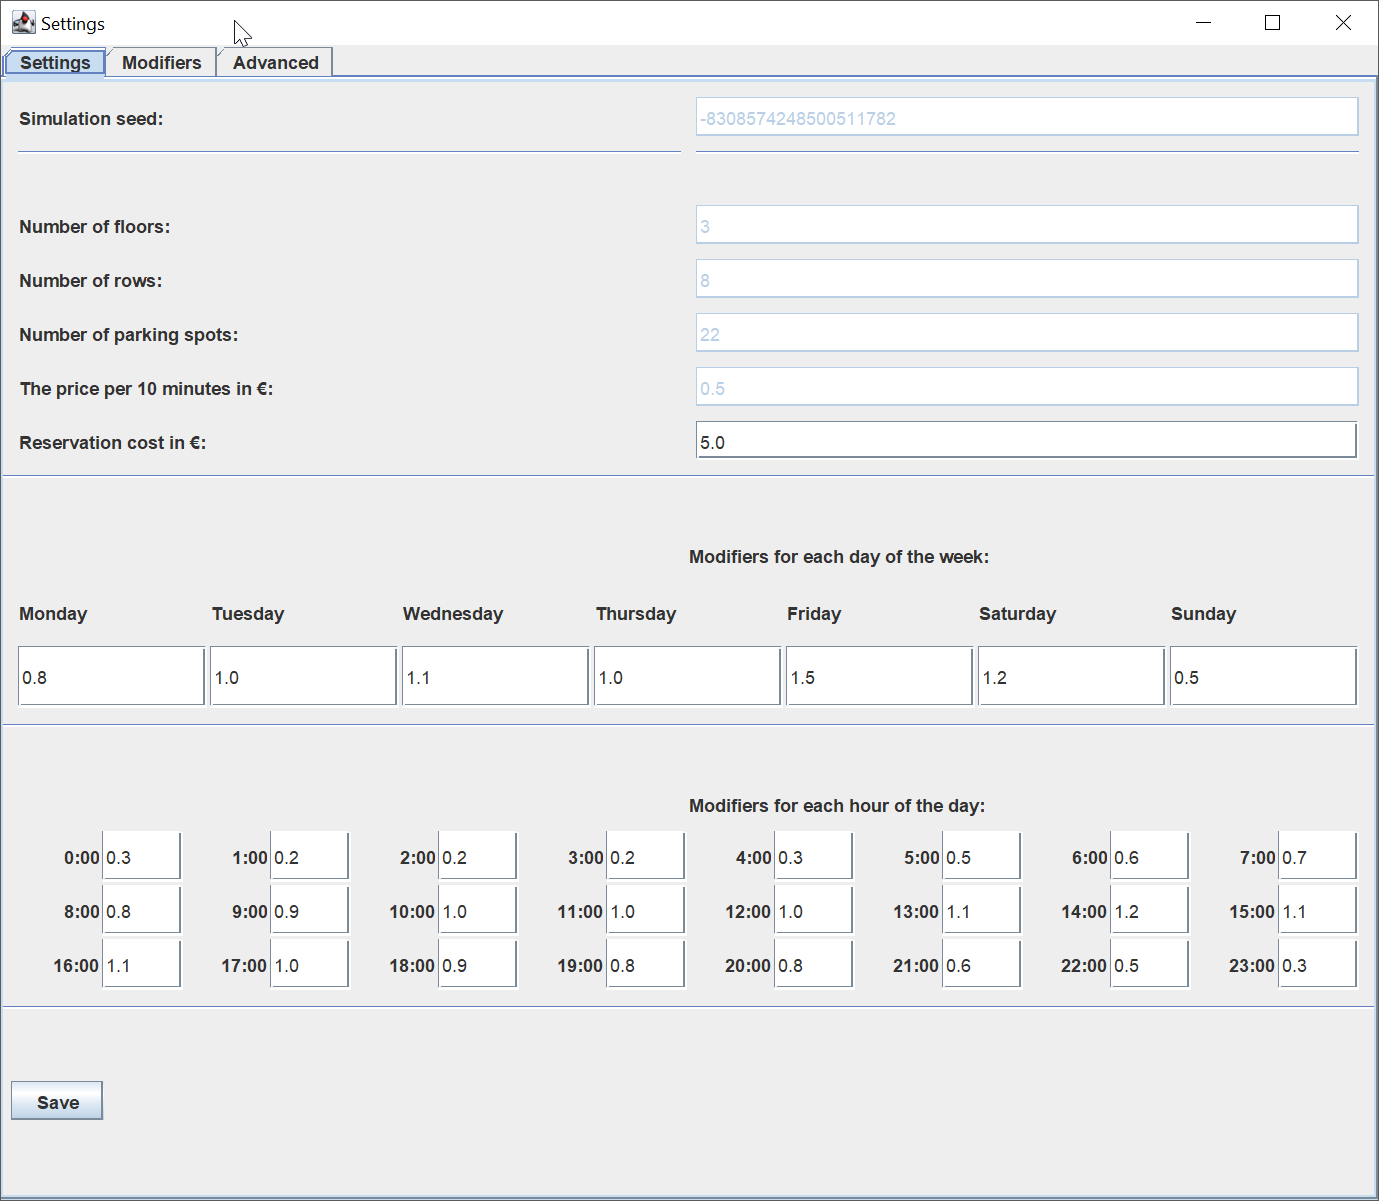 Settings
Settings Modifiers Advanced
Simulation seed: -8308574248500511782
Number of floors: 3
Number of rows: 8
Number of parking spots: 22
The price per 10 minutes in €: 0.5
Reservation cost in €: 5.0
Modifiers for each day of the week:
Monday Tuesday Wednesday Thursday Friday Saturday Sunday
0.8 1.0 1.1 1.0 1.5 1.2 0.5
Modifiers for each hour of the day:
0:00 0.3 1:00 0.2 2:00 0.2 3:00 0.2 4:00 0.3 5:00 0.5 6:00 0.6 7:00 0.7
8:00 0.8 9:00 0.9 10:00 1.0 11:00 1.0 12:00 1.0 13:00 1.1 14:00 1.2 15:00 1.1
16:00 1.1 17:00 1.0 18:00 0.9 19:00 0.8 20:00 0.8 21:00 0.6 22:00 0.5 23:00 0.3
Save